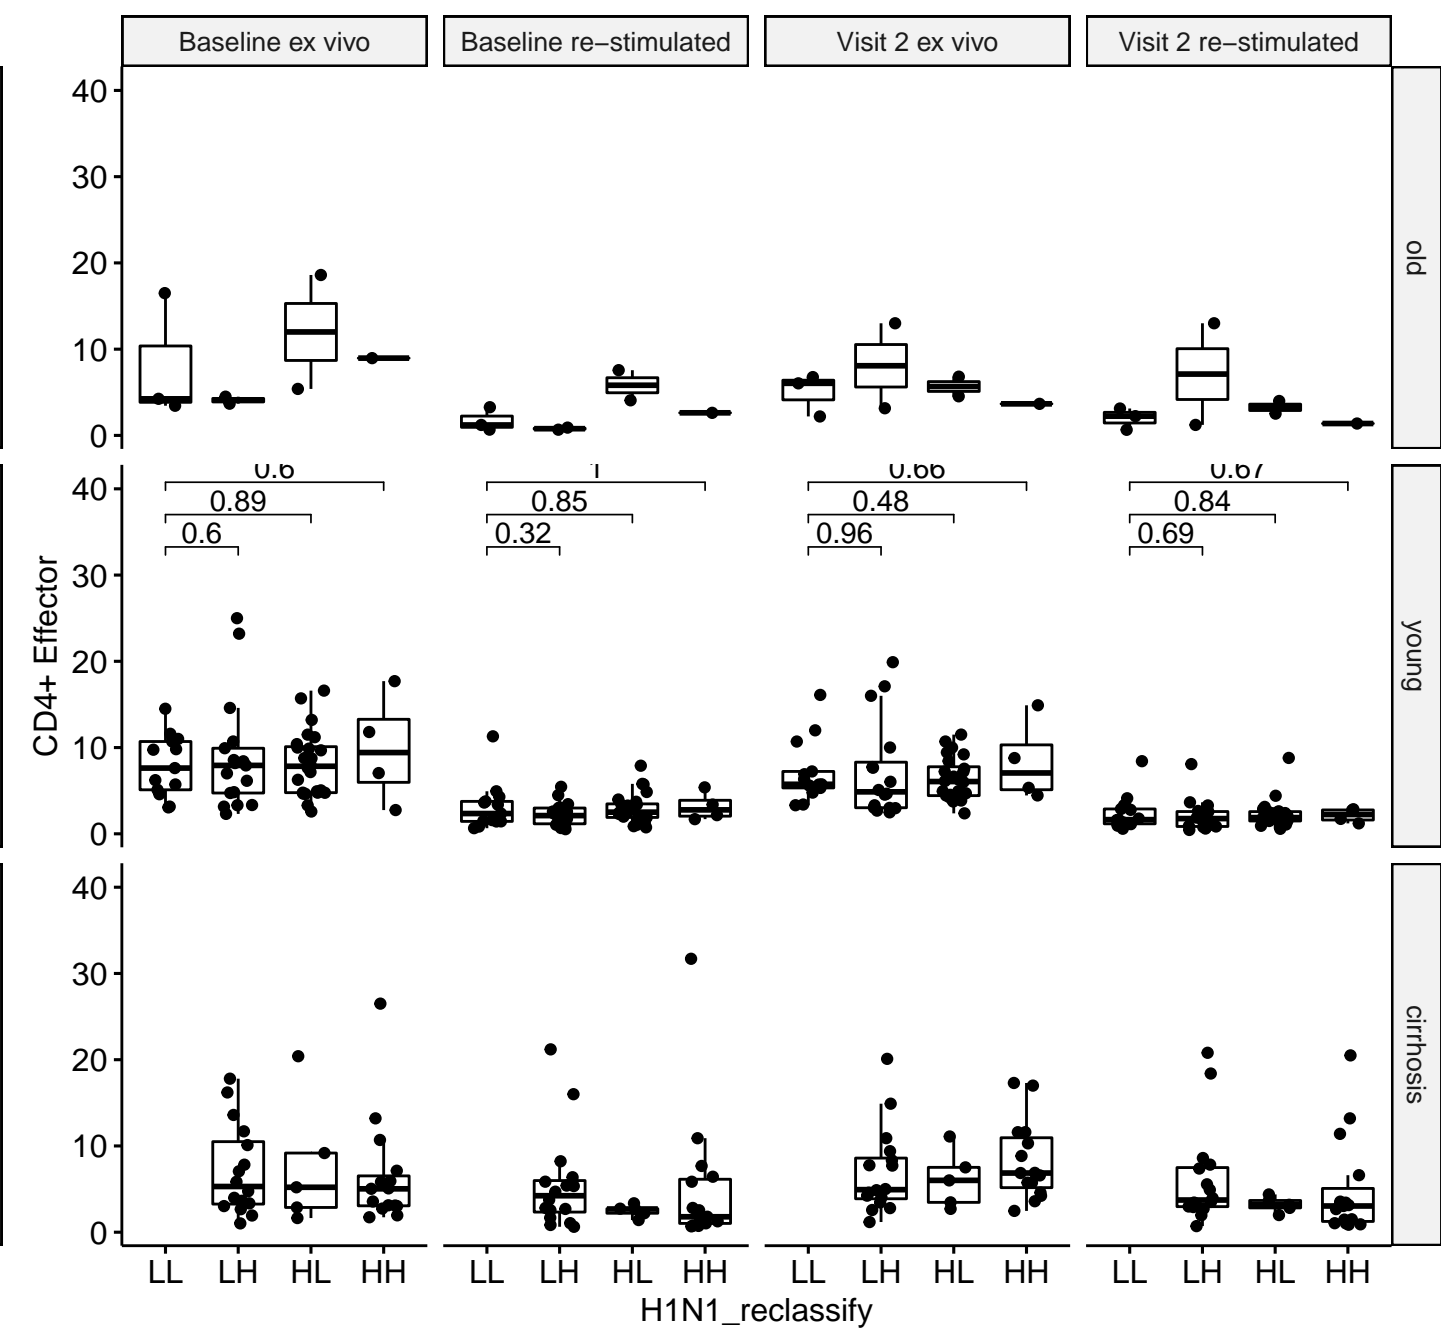 Baseline ex vivo Baseline re−stimulated Visit 2 ex vivo Visit 2 re−stimulated
40
30
20
10
0
old
0.6 1 0.66 0.67
40
0.89 0.85 0.48 0.84
0.6 0.32 0.96 0.69
30
20
10
0
young
CD4+ Effector
40
30
20
10
0
cirrhosis
LL LH HL HH LL LH HL HH LL LH HL HH LL LH HL HH
H1N1_reclassify